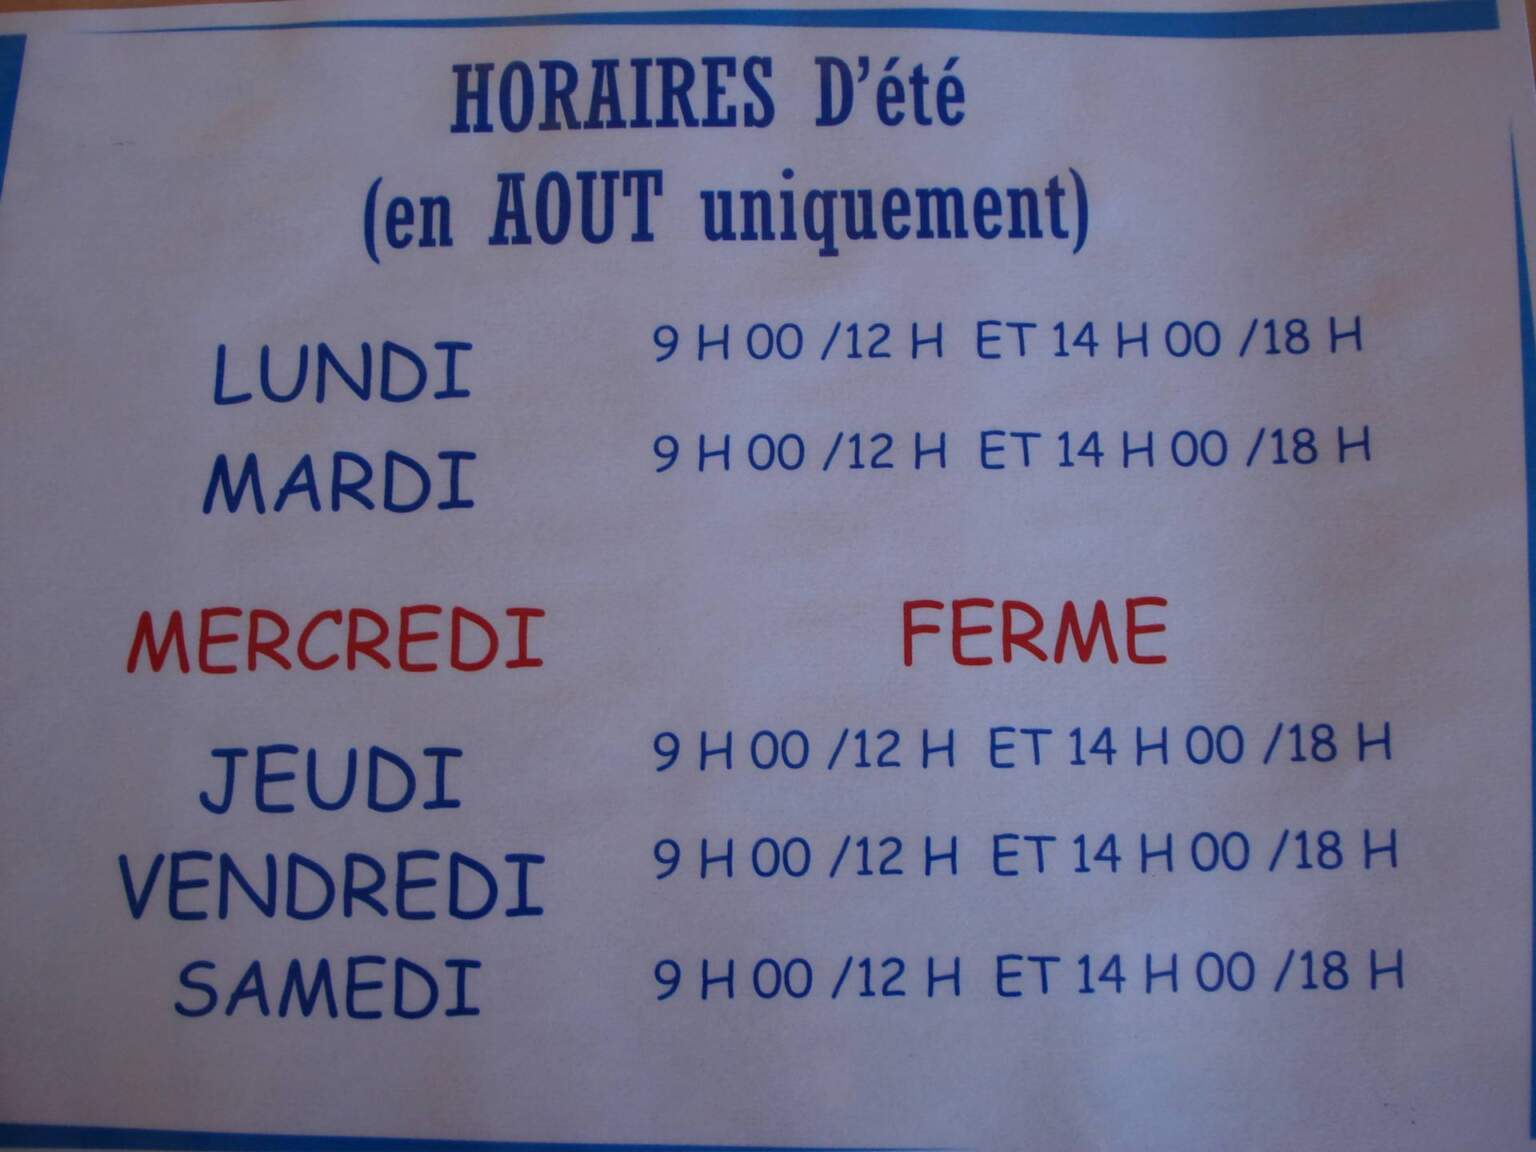 HORAIRES D'été
(en AOUT uniquement)
LUNDI 9 H 00 /12 H ET 14 H 00 /18 H
MARDI 9 H 00 /12 H ET 14 H 00 /18 H
MERCREDI FERME
JEUDI 9 H 00 /12 H ET 14 H 00 /18 H
VENDREDI 9 H 00 /12 H ET 14 H 00 /18 H
SAMEDI 9 H 00 /12 H ET 14 H 00 /18 H